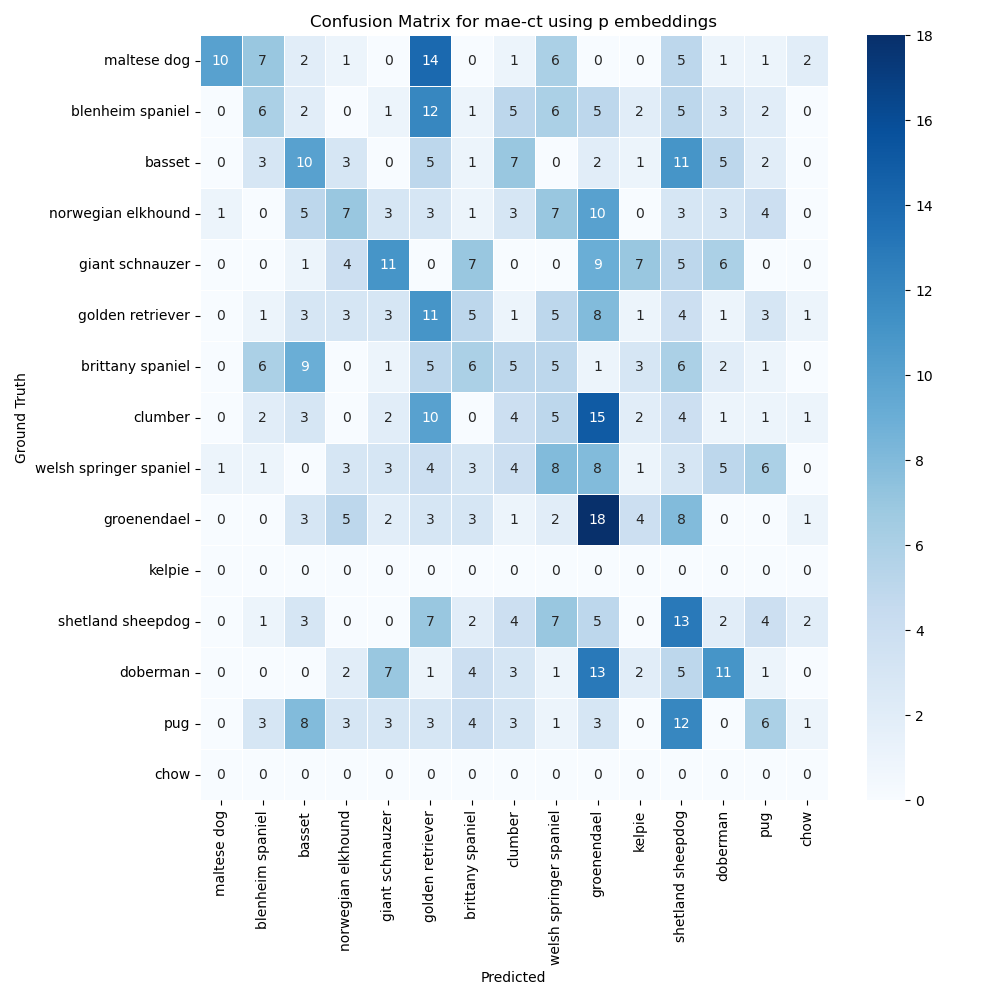 Confusion Matrix for mae-ct using p embeddings
Ground Truth
maltese dog 10 7 2 1 0 14 0 1 6 0 0 5 1 1 2
blenheim spaniel 0 6 2 0 1 12 1 5 6 5 2 5 3 2 0
basset 0 3 10 3 0 5 1 7 0 2 1 11 5 2 0
norwegian elkhound 1 0 5 7 3 3 1 3 7 10 0 3 3 4 0
giant schnauzer 0 0 1 4 11 0 7 0 0 9 7 5 6 0 0
golden retriever 0 1 3 3 3 11 5 1 5 8 1 4 1 3 1
brittany spaniel 0 6 9 0 1 5 6 5 5 1 3 6 2 1 0
clumber 0 2 3 0 2 10 0 4 5 15 2 4 1 1 1
welsh springer spaniel 1 1 0 3 3 4 3 4 8 8 1 3 5 6 0
groenendael 0 0 3 5 2 3 3 1 2 18 4 8 0 0 1
kelpie 0 0 0 0 0 0 0 0 0 0 0 0 0 0 0
shetland sheepdog 0 1 3 0 0 7 2 4 7 5 0 13 2 4 2
doberman 0 0 0 2 7 1 4 3 1 13 2 5 11 1 0
pug 0 3 8 3 3 3 4 3 1 3 0 12 0 6 1
chow 0 0 0 0 0 0 0 0 0 0 0 0 0 0 0
maltese dog
blenheim spaniel
basset
norwegian elkhound
giant schnauzer
golden retriever
brittany spaniel
clumber
welsh springer spaniel
groenendael
kelpie
shetland sheepdog
doberman
pug
chow
Predicted
18
16
14
12
10
8
6
4
2
0